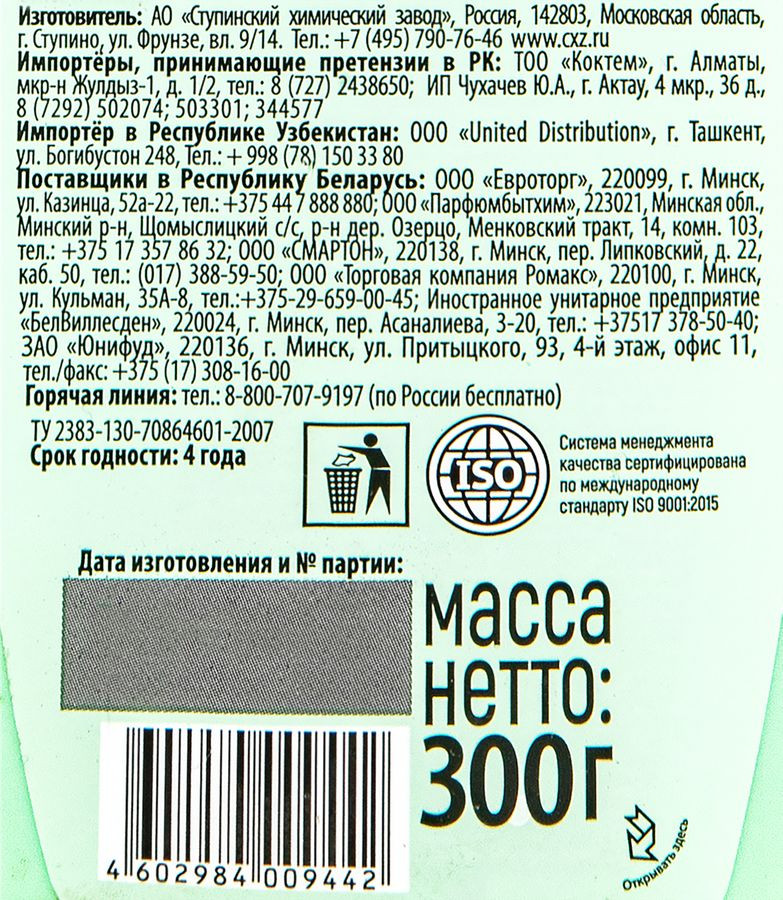 Изготовитель: АО «Ступинский химический завод», Россия, 142803, Московская область,
г. Ступино, ул. Фрунзе, вл. 9/14. Тел.: +7 (495) 790-76-46 www.cxz.ru
Импортёры, принимающие претензии в РК: ТОО «Коктем», г. Алматы,
мкр-н Жулдыз-1, д. 1/2, тел.: 8 (727) 2438650; ИП Чухачев Ю.А., г. Актау, 4 мкр., 36 д.,
8 (7292) 502074; 503301; 344577
Импортёр в Республике Узбекистан: ООО «United Distribution», г. Ташкент,
ул. Богибустон 248, Тел.: + 998 (78) 150 33 80
Поставщики в Республику Беларусь: ООО «Евроторг», 220099, г. Минск,
ул. Казинца, 52а-22, тел.: +375 44 7 888 880; ООО «Парфюмбытхим», 223021, Минская обл.,
Минский р-н, Щомыслицкий с/с, р-н дер. Озерцо, Менковский тракт, 14, комн. 103,
тел.: +375 17 357 86 32; ООО «СМАРТОН», 220138, г. Минск, пер. Липковский, д. 22,
каб. 50, тел.: (017) 388-59-50; ООО «Торговая компания Ромакс», 220100, г. Минск,
ул. Кульман, 35А-8, тел.:+375-29-659-00-45; Иностранное унитарное предприятие
«БелВиллесден», 220024, г. Минск, пер. Асаналиева, 3-20, тел.: +37517 378-50-40;
ЗАО «Юнифуд», 220136, г. Минск, ул. Притыцкого, 93, 4-й этаж, офис 11,
тел./факс: +375 (17) 308-16-00
Горячая линия: тел.: 8-800-707-9197 (по России бесплатно)
ТУ 2383-130-70864601-2007
Срок годности: 4 года
ISO
Система менеджмента
качества сертифицирована
по международному
стандарту ISO 9001:2015
Дата изготовления и № партии:
масса
нетто:
300г
4 602984 009442
Открывать здесь